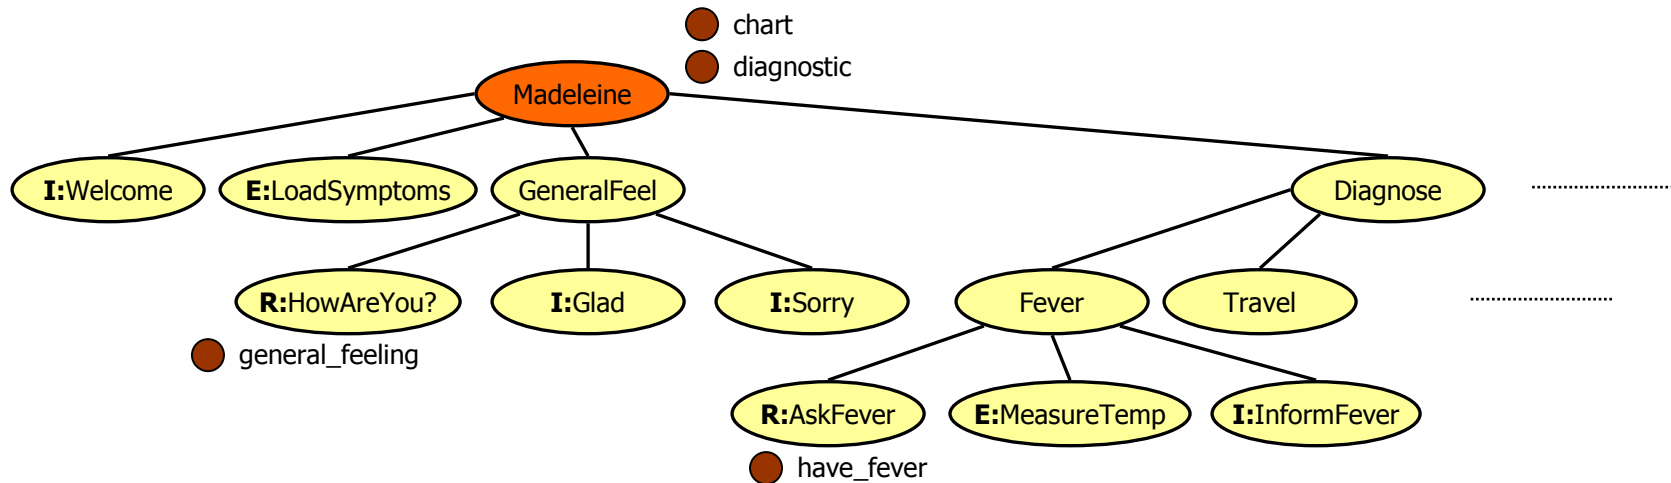 chart
diagnostic
Madeleine
I:Welcome
E:LoadSymptoms
GeneralFeel
Diagnose
R:HowAreYou?
I:Glad
I:Sorry
Fever
Travel
general_feeling
R:AskFever
E:MeasureTemp
I:InformFever
have_fever